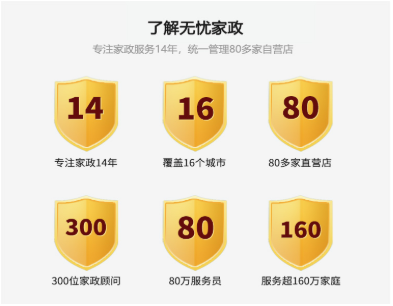 了解无忧家政
专注家政服务14年，统一管理80多家自营店
14
16
80
专注家政14年
覆盖16个城市
80多家直营店
300
80
160
300位家政顾问
80万服务员
服务超160万家庭